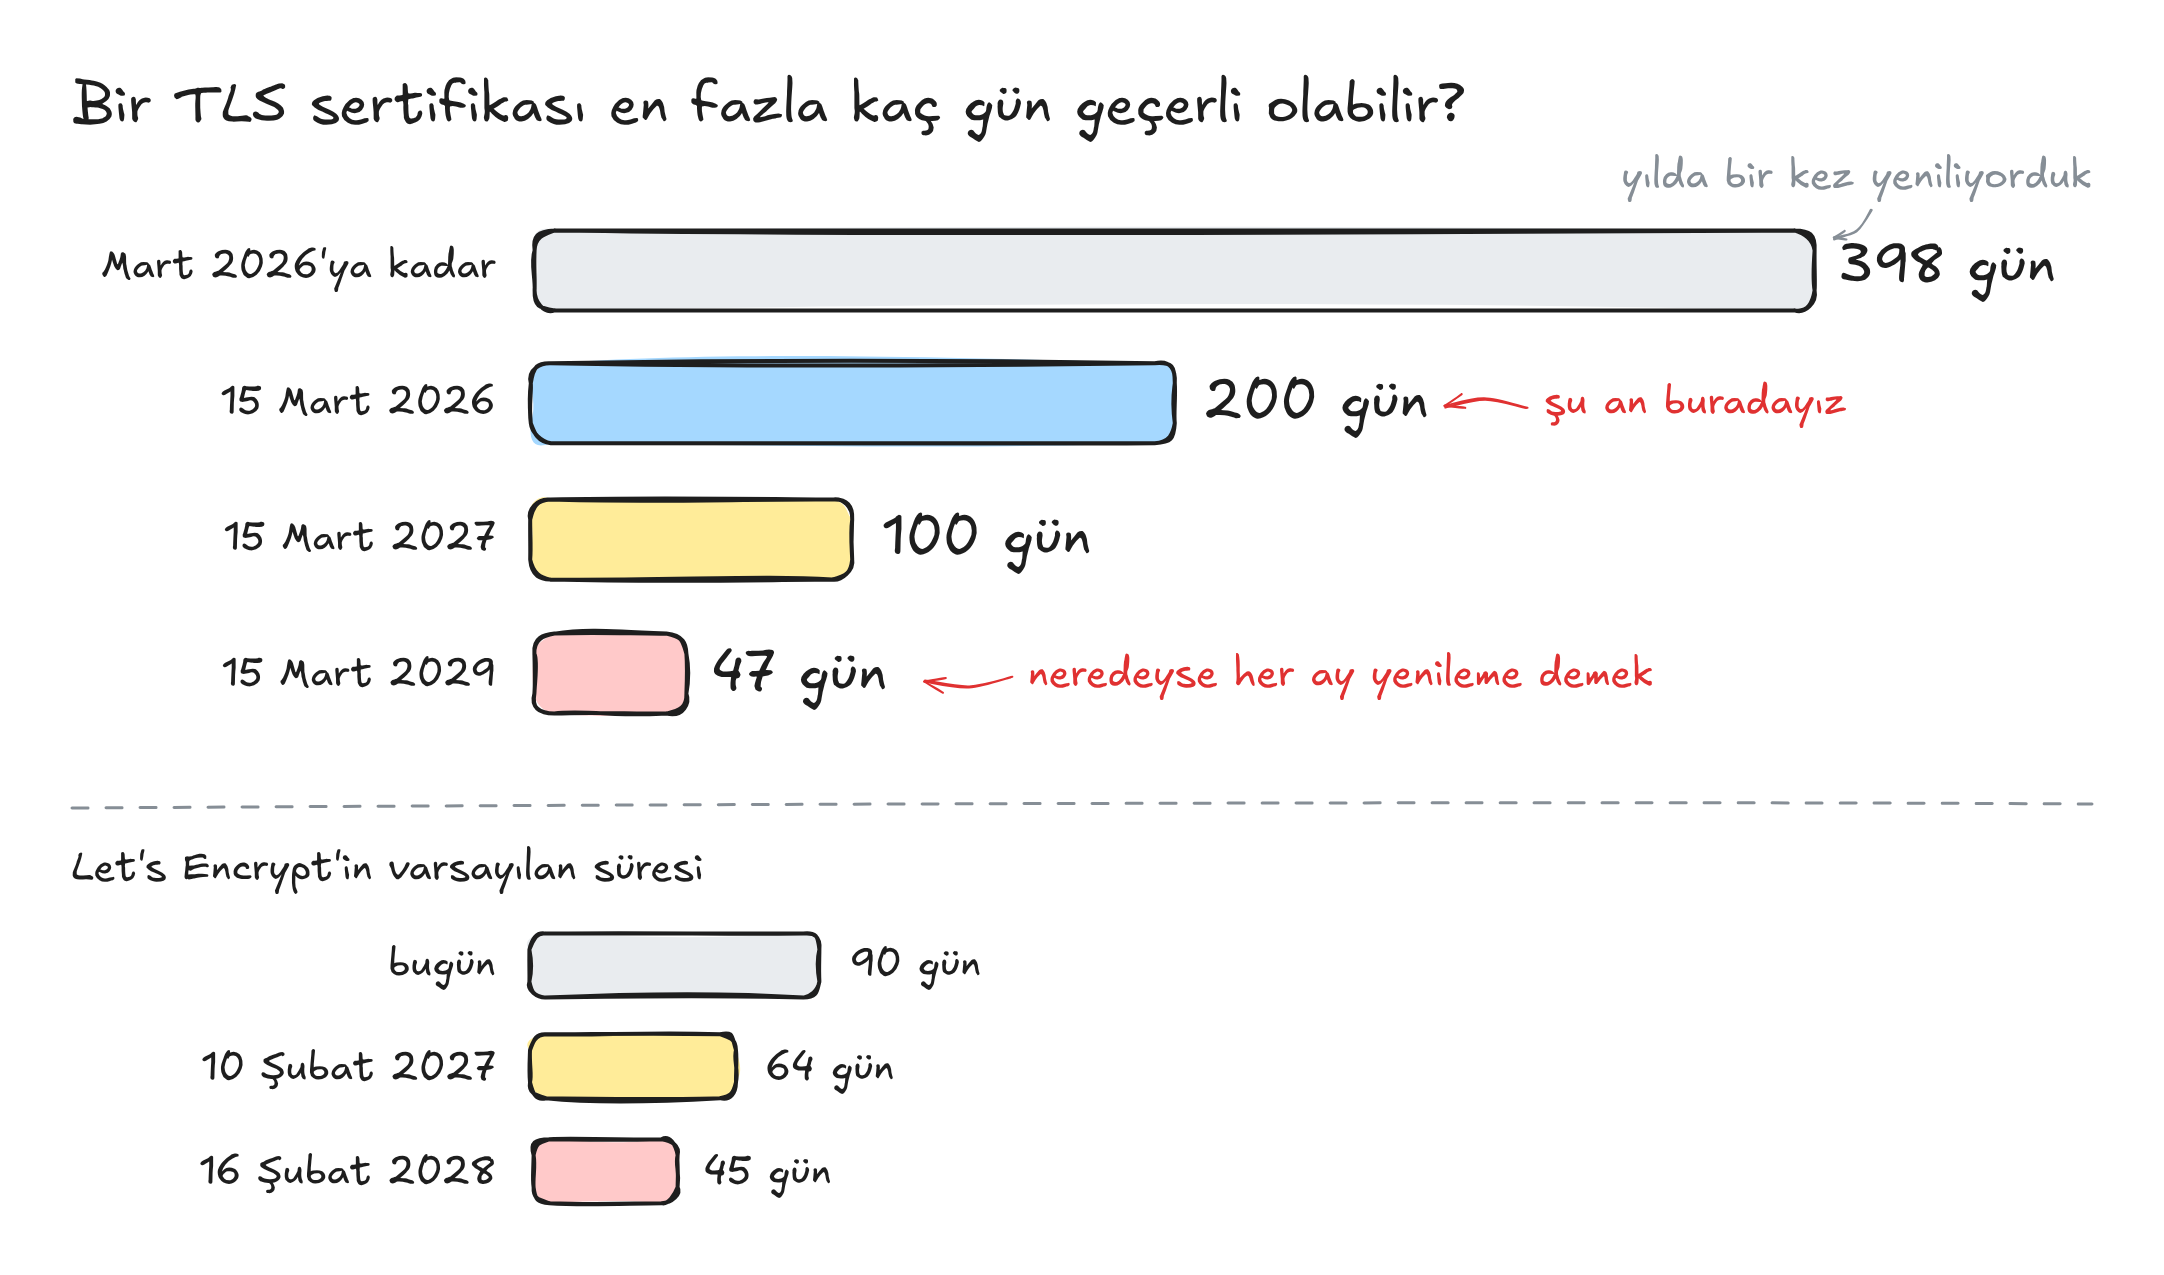 Bir TLS sertifikası en fazla kaç gün geçerli olabilir?
yılda bir kez yeniliyorduk
Mart 2026'ya kadar 398 gün
15 Mart 2026 200 gün şu an buradayız
15 Mart 2027 100 gün
15 Mart 2029 47 gün neredeyse her ay yenileme demek
Let's Encrypt'in varsayılan süresi
bugün 90 gün
10 Şubat 2027 64 gün
16 Şubat 2028 45 gün